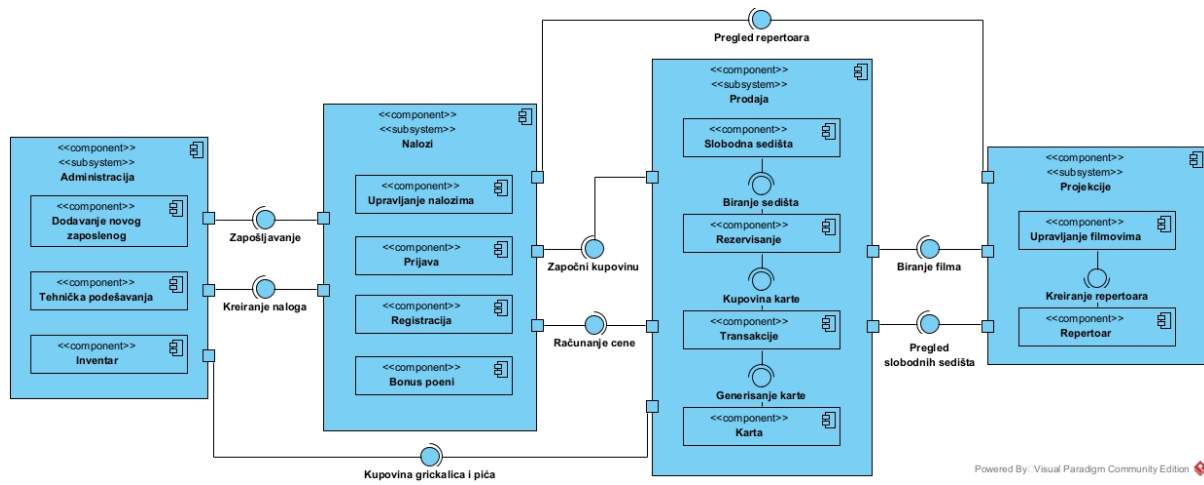 Pregled repertoara
<<component>>
<<subsystem>>
Administracija
<<component>>
Dodavanje novog
zaposlenog
<<component>>
Tehnička podešavanja
<<component>>
Inventar
Zapošljavanje
Kreiranje naloga
Kupovina grickalica i pića
<<component>>
<<subsystem>>
Nalozi
<<component>>
Upravljanje nalozima
<<component>>
Prijava
<<component>>
Registracija
<<component>>
Bonus poeni
Započni kupovinu
Računanje cene
<<component>>
<<subsystem>>
Prodaja
<<component>>
Slobodna sedišta
Biranje sedišta
<<component>>
Rezervisanje
Kupovina karte
<<component>>
Transakcije
Generisanje karte
<<component>>
Karta
Biranje filma
Pregled
slobodnih sedišta
<<component>>
<<subsystem>>
Projekcije
<<component>>
Upravljanje filmovima
Kreiranje repertoara
<<component>>
Repertoar
Powered By Visual Paradigm Community Edition